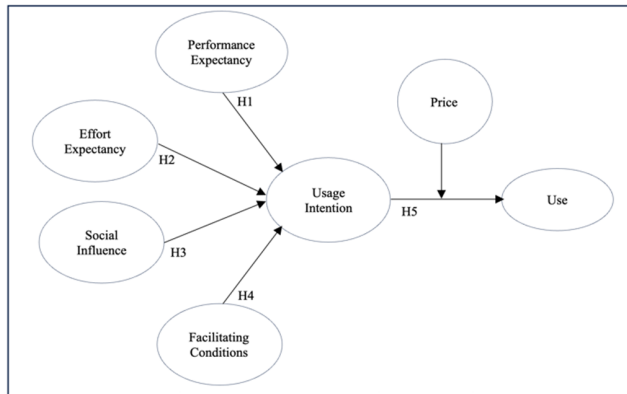 Performance
Expectancy
H1
Price
Effort
Expectancy
H2
Usage
Intention
H5
Use
Social
Influence
H3
H4
Facilitating
Conditions